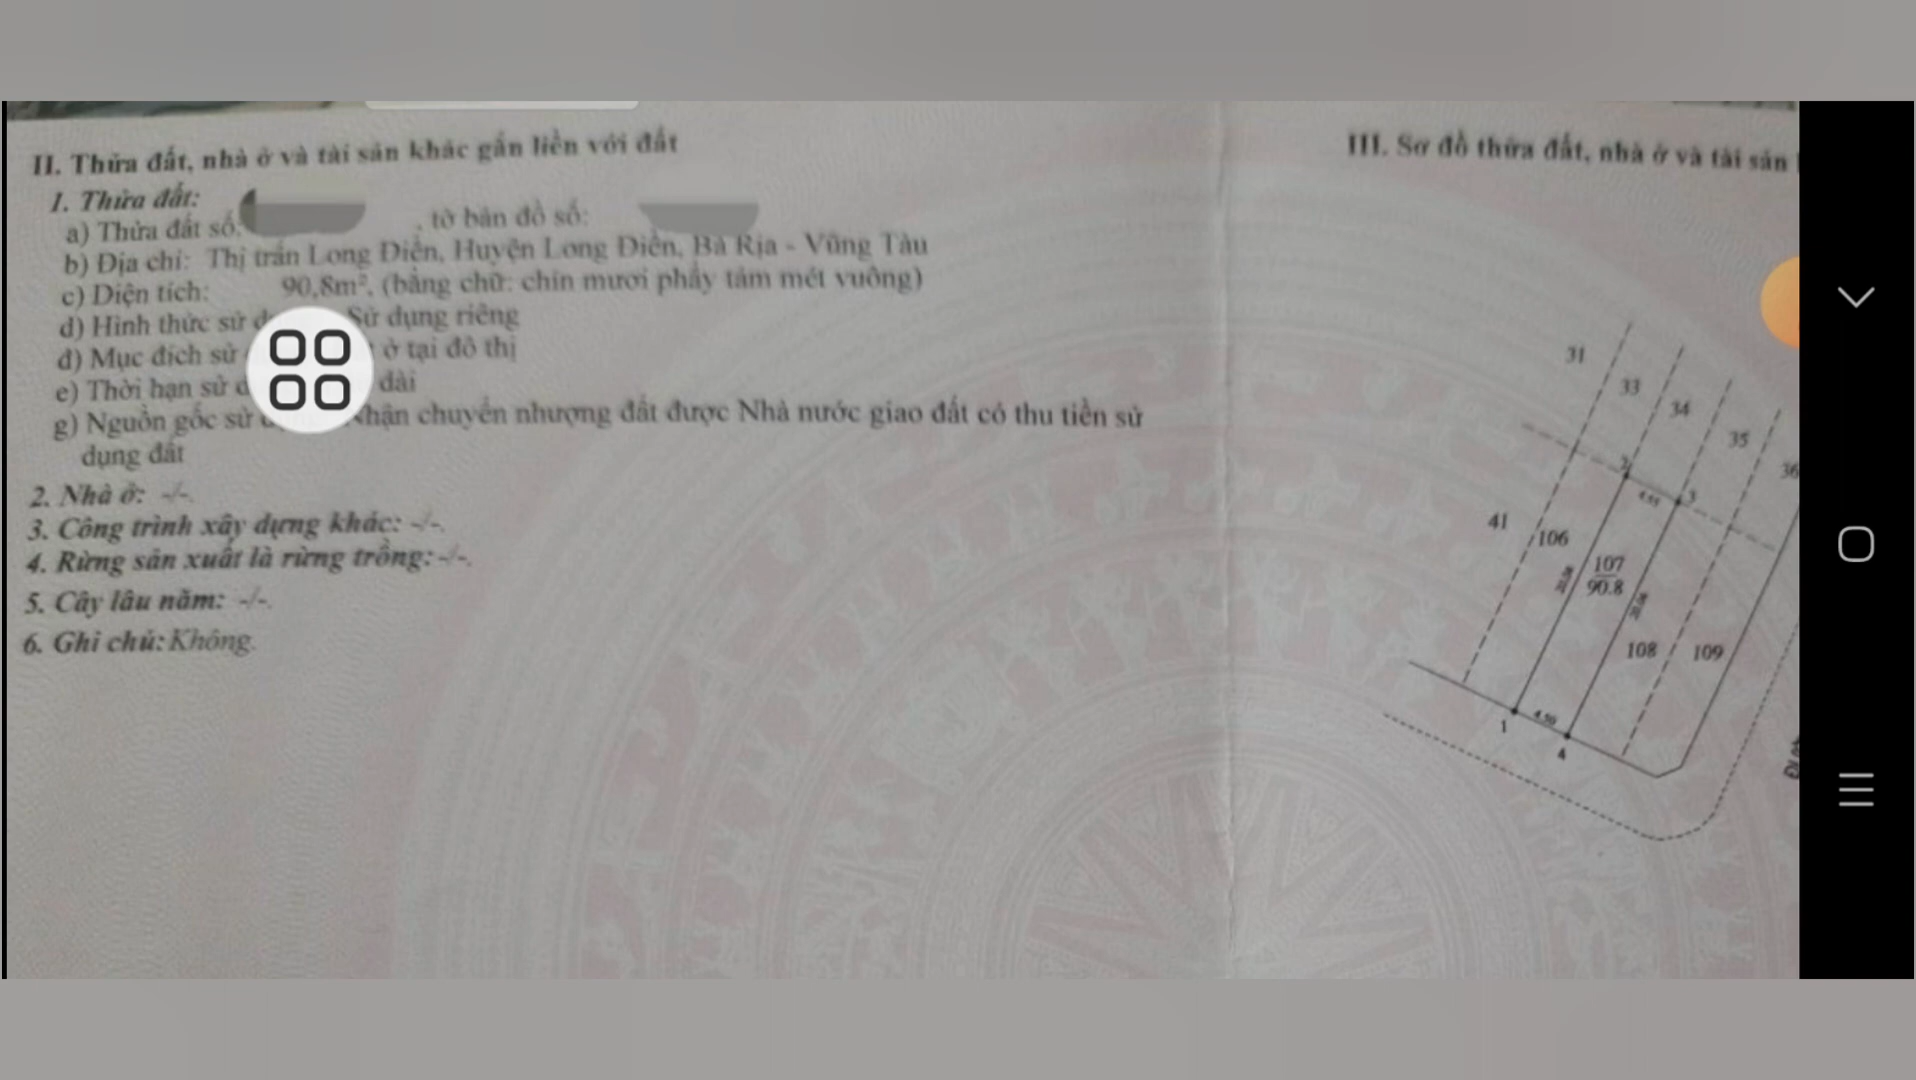 II. Thửa đất, nhà ở và tài sản khác gắn liền với đất
1. Thửa đất:
a) Thửa đất số: , tờ bản đồ số:
b) Địa chỉ: Thị trấn Long Điền, Huyện Long Điền, Bà Rịa - Vũng Tàu
c) Diện tích: 90,8m², (bằng chữ: chín mươi phẩy tám mét vuông)
d) Hình thức sử Sử dụng riêng
đ) Mục đích sử ở tại đô thị
e) Thời hạn sử dài
g) Nguồn gốc sử Nhận chuyển nhượng đất được Nhà nước giao đất có thu tiền sử
dụng đất
2. Nhà ở: -/-.
3. Công trình xây dựng khác: -/-.
4. Rừng sản xuất là rừng trồng: -/-.
5. Cây lâu năm: -/-.
6. Ghi chú: Không.
III. Sơ đồ thửa đất, nhà ở và tài sản
31
33
34
35
36
2
3
41
106
107
90.8
108
109
1
4.50
4